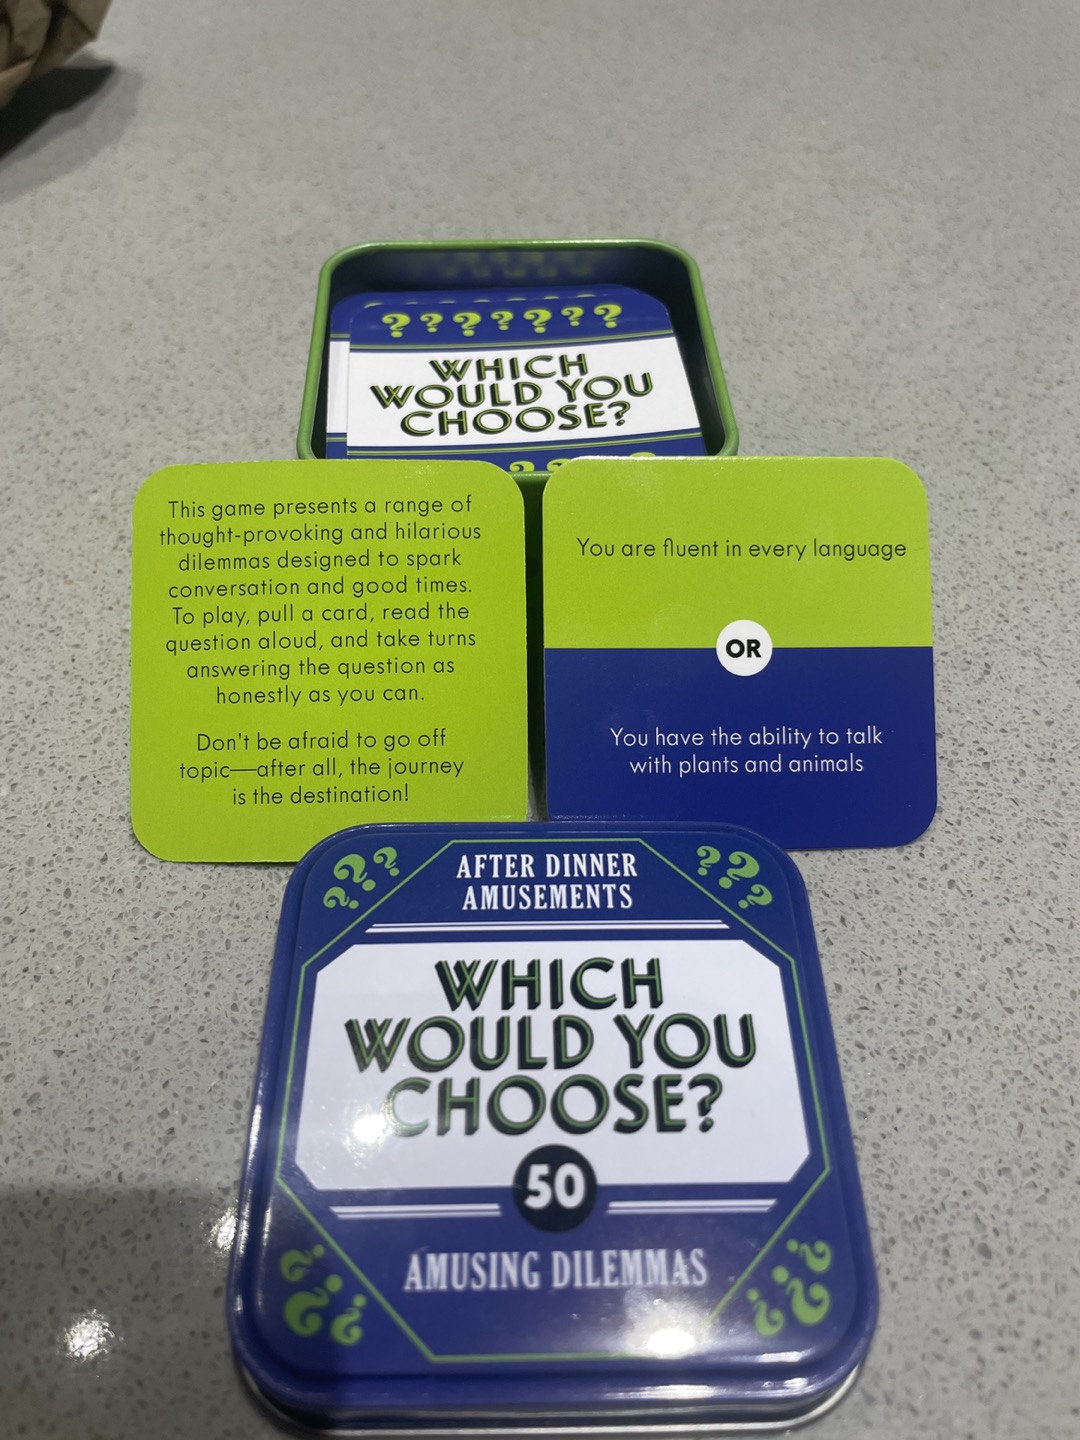 ? ? ? ? ? ? ?
WHICH
WOULD YOU
CHOOSE?
This game presents a range of
thought-provoking and hilarious
dilemmas designed to spark
conversation and good times.
To play, pull a card, read the
question aloud, and take turns
answering the question as
honestly as you can.
Don't be afraid to go off
topic—after all, the journey
is the destination!
You are fluent in every language
OR
You have the ability to talk
with plants and animals
? ? ?
AFTER DINNER
AMUSEMENTS
? ? ?
WHICH
WOULD YOU
CHOOSE?
50
AMUSING DILEMMAS
? ? ?
? ? ?